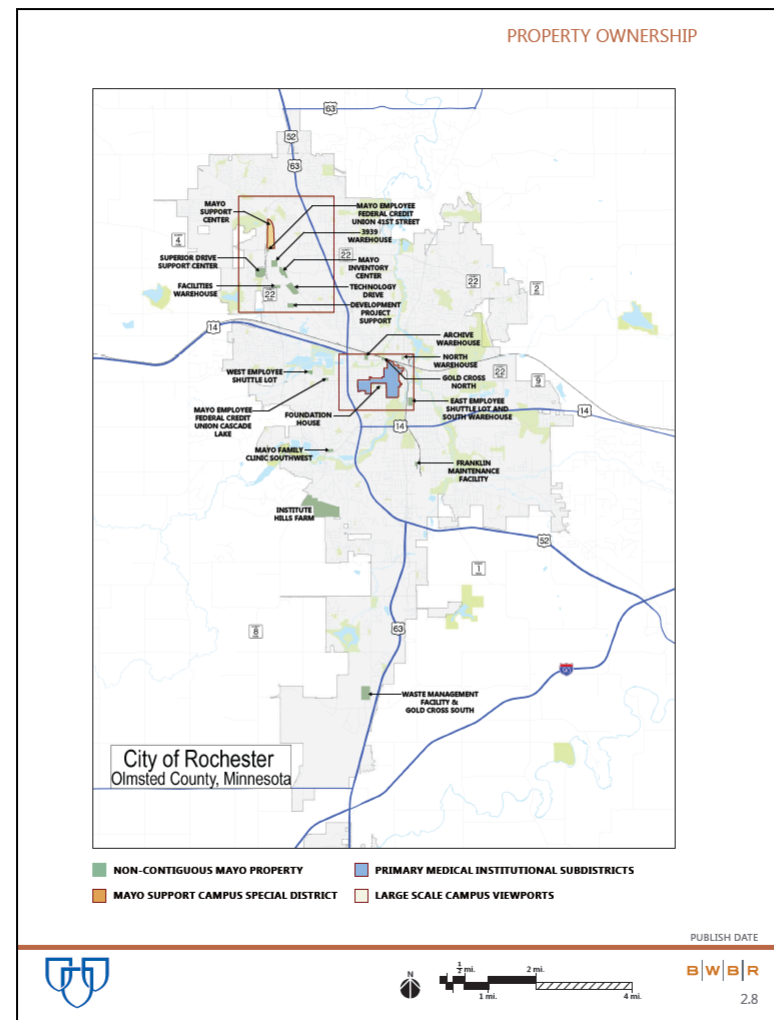 PROPERTY OWNERSHIP
63
52
63
MAYO
SUPPORT
CENTER
MAYO EMPLOYEE
FEDERAL CREDIT
UNION 41ST STREET
3939
WAREHOUSE
4
22
SUPERIOR DRIVE
SUPPORT CENTER
MAYO
INVENTORY
CENTER
FACILITIES
WAREHOUSE
22
TECHNOLOGY
DRIVE
DEVELOPMENT
PROJECT
SUPPORT
22
2
14
ARCHIVE
WAREHOUSE
NORTH
WAREHOUSE
WEST EMPLOYEE
SHUTTLE LOT
GOLD CROSS
NORTH
22
9
MAYO EMPLOYEE
FEDERAL CREDIT
UNION CASCADE
LAKE
FOUNDATION
HOUSE
EAST EMPLOYEE
SHUTTLE LOT AND
SOUTH WAREHOUSE
14
14
MAYO FAMILY
CLINIC SOUTHWEST
FRANKLIN
MAINTENANCE
FACILITY
INSTITUTE
HILLS FARM
52
1
8
63
90
WASTE MANAGEMENT
FACILITY &
GOLD CROSS SOUTH
City of Rochester
Olmsted County, Minnesota
NON-CONTIGUOUS MAYO PROPERTY
PRIMARY MEDICAL INSTITUTIONAL SUBDISTRICTS
MAYO SUPPORT CAMPUS SPECIAL DISTRICT
LARGE SCALE CAMPUS VIEWPORTS
PUBLISH DATE
N
1/2 mi.
2 mi.
1 mi.
4 mi.
B|W|B|R
2.8